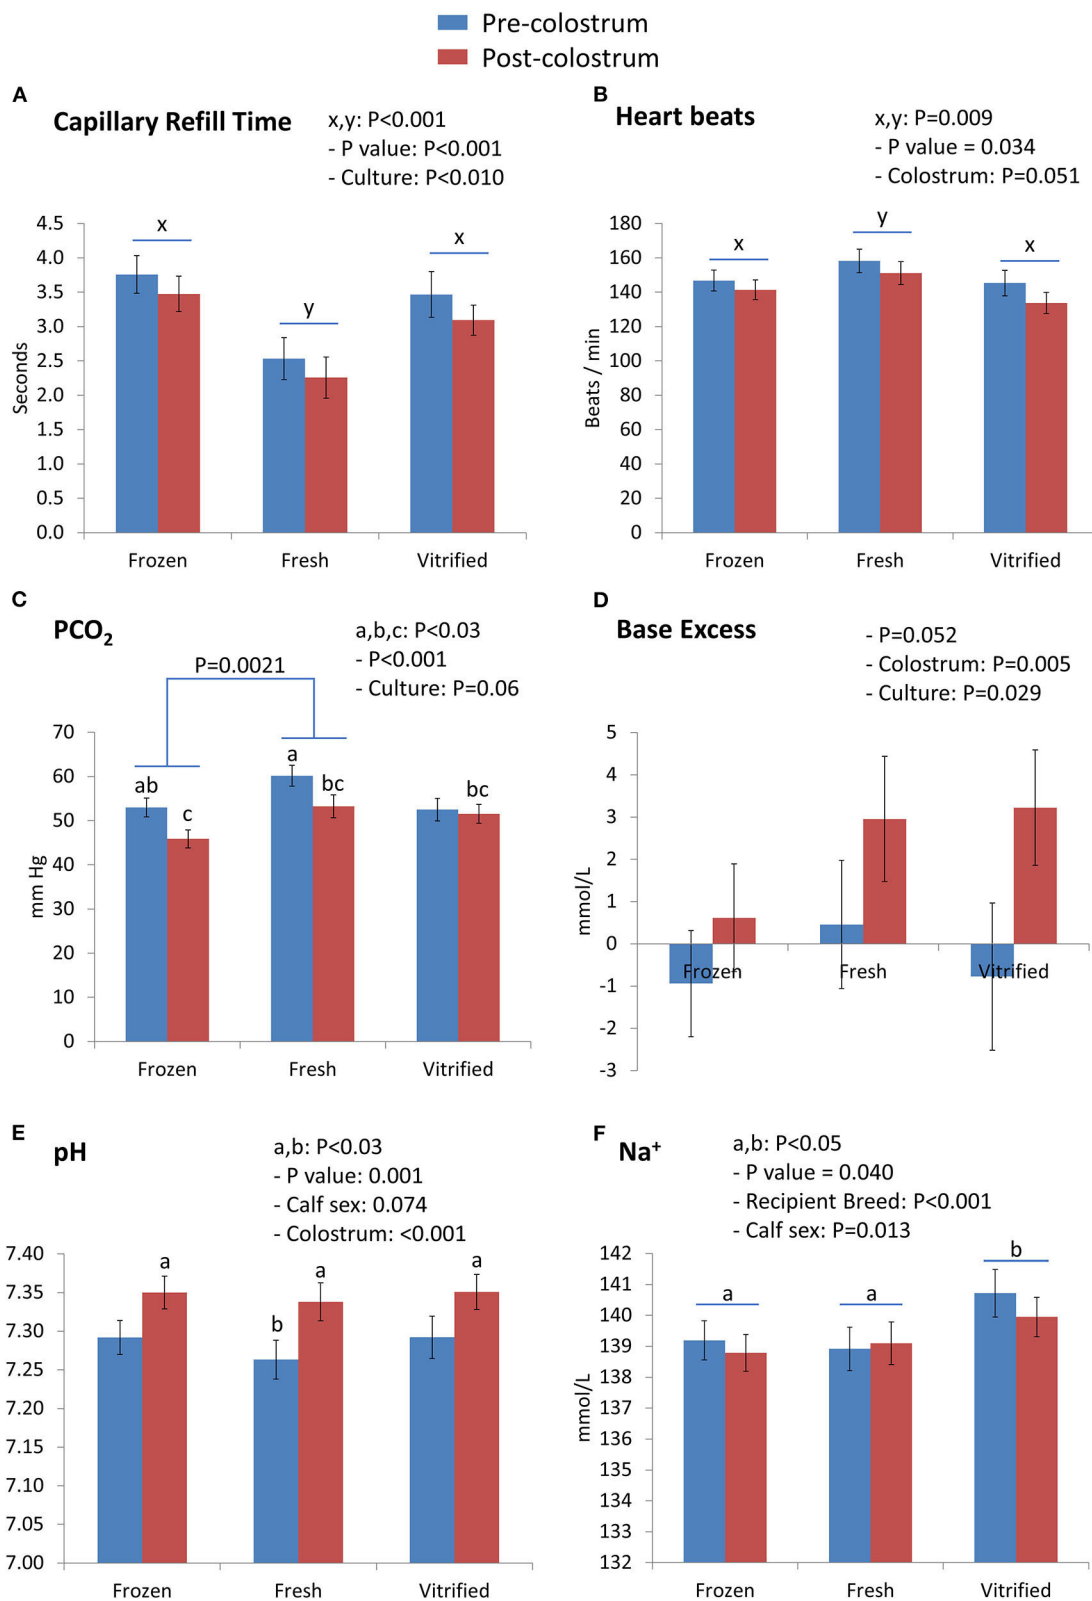 Pre-colostrum
Post-colostrum
A
Capillary Refill Time
x,y: P<0.001
- P value: P<0.001
- Culture: P<0.010
4.5
4.0
3.5
3.0
2.5
2.0
1.5
1.0
0.5
0.0
Seconds
x
y
x
Frozen
Fresh
Vitrified
B
Heart beats
x,y: P=0.009
- P value = 0.034
- Colostrum: P=0.051
180
160
140
120
100
80
60
40
20
0
Beats / min
x
y
x
Frozen
Fresh
Vitrified
C
PCO₂
a,b,c: P<0.03
- P<0.001
- Culture: P=0.06
P=0.0021
70
60
50
40
30
20
10
0
mm Hg
ab
c
a
bc
bc
Frozen
Fresh
Vitrified
D
Base Excess
- P=0.052
- Colostrum: P=0.005
- Culture: P=0.029
5
4
3
2
1
0
-1
-2
-3
mmol/L
Frozen
Fresh
Vitrified
E
pH
a,b: P<0.03
- P value: 0.001
- Calf sex: 0.074
- Colostrum: <0.001
7.40
7.35
7.30
7.25
7.20
7.15
7.10
7.05
7.00
a
b
a
a
Frozen
Fresh
Vitrified
F
Na⁺
a,b: P<0.05
- P value = 0.040
- Recipient Breed: P<0.001
- Calf sex: P=0.013
142
141
140
139
138
137
136
135
134
133
132
mmol/L
a
a
b
Frozen
Fresh
Vitrified